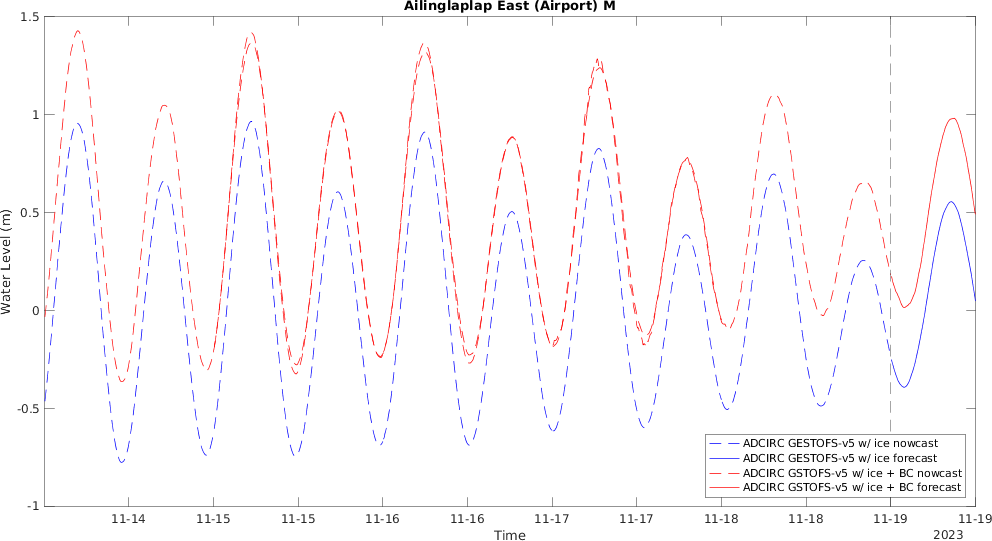 Ailinglaplap East (Airport) M
1.5
1
0.5
0
-0.5
-1
Water Level (m)
11-14
11-15
11-15
11-16
11-16
11-17
11-17
11-18
11-18
11-19
11-19
Time
2023
ADCIRC GESTOFS-v5 w/ ice nowcast
ADCIRC GESTOFS-v5 w/ ice forecast
ADCIRC GSTOFS-v5 w/ ice + BC nowcast
ADCIRC GSTOFS-v5 w/ ice + BC forecast